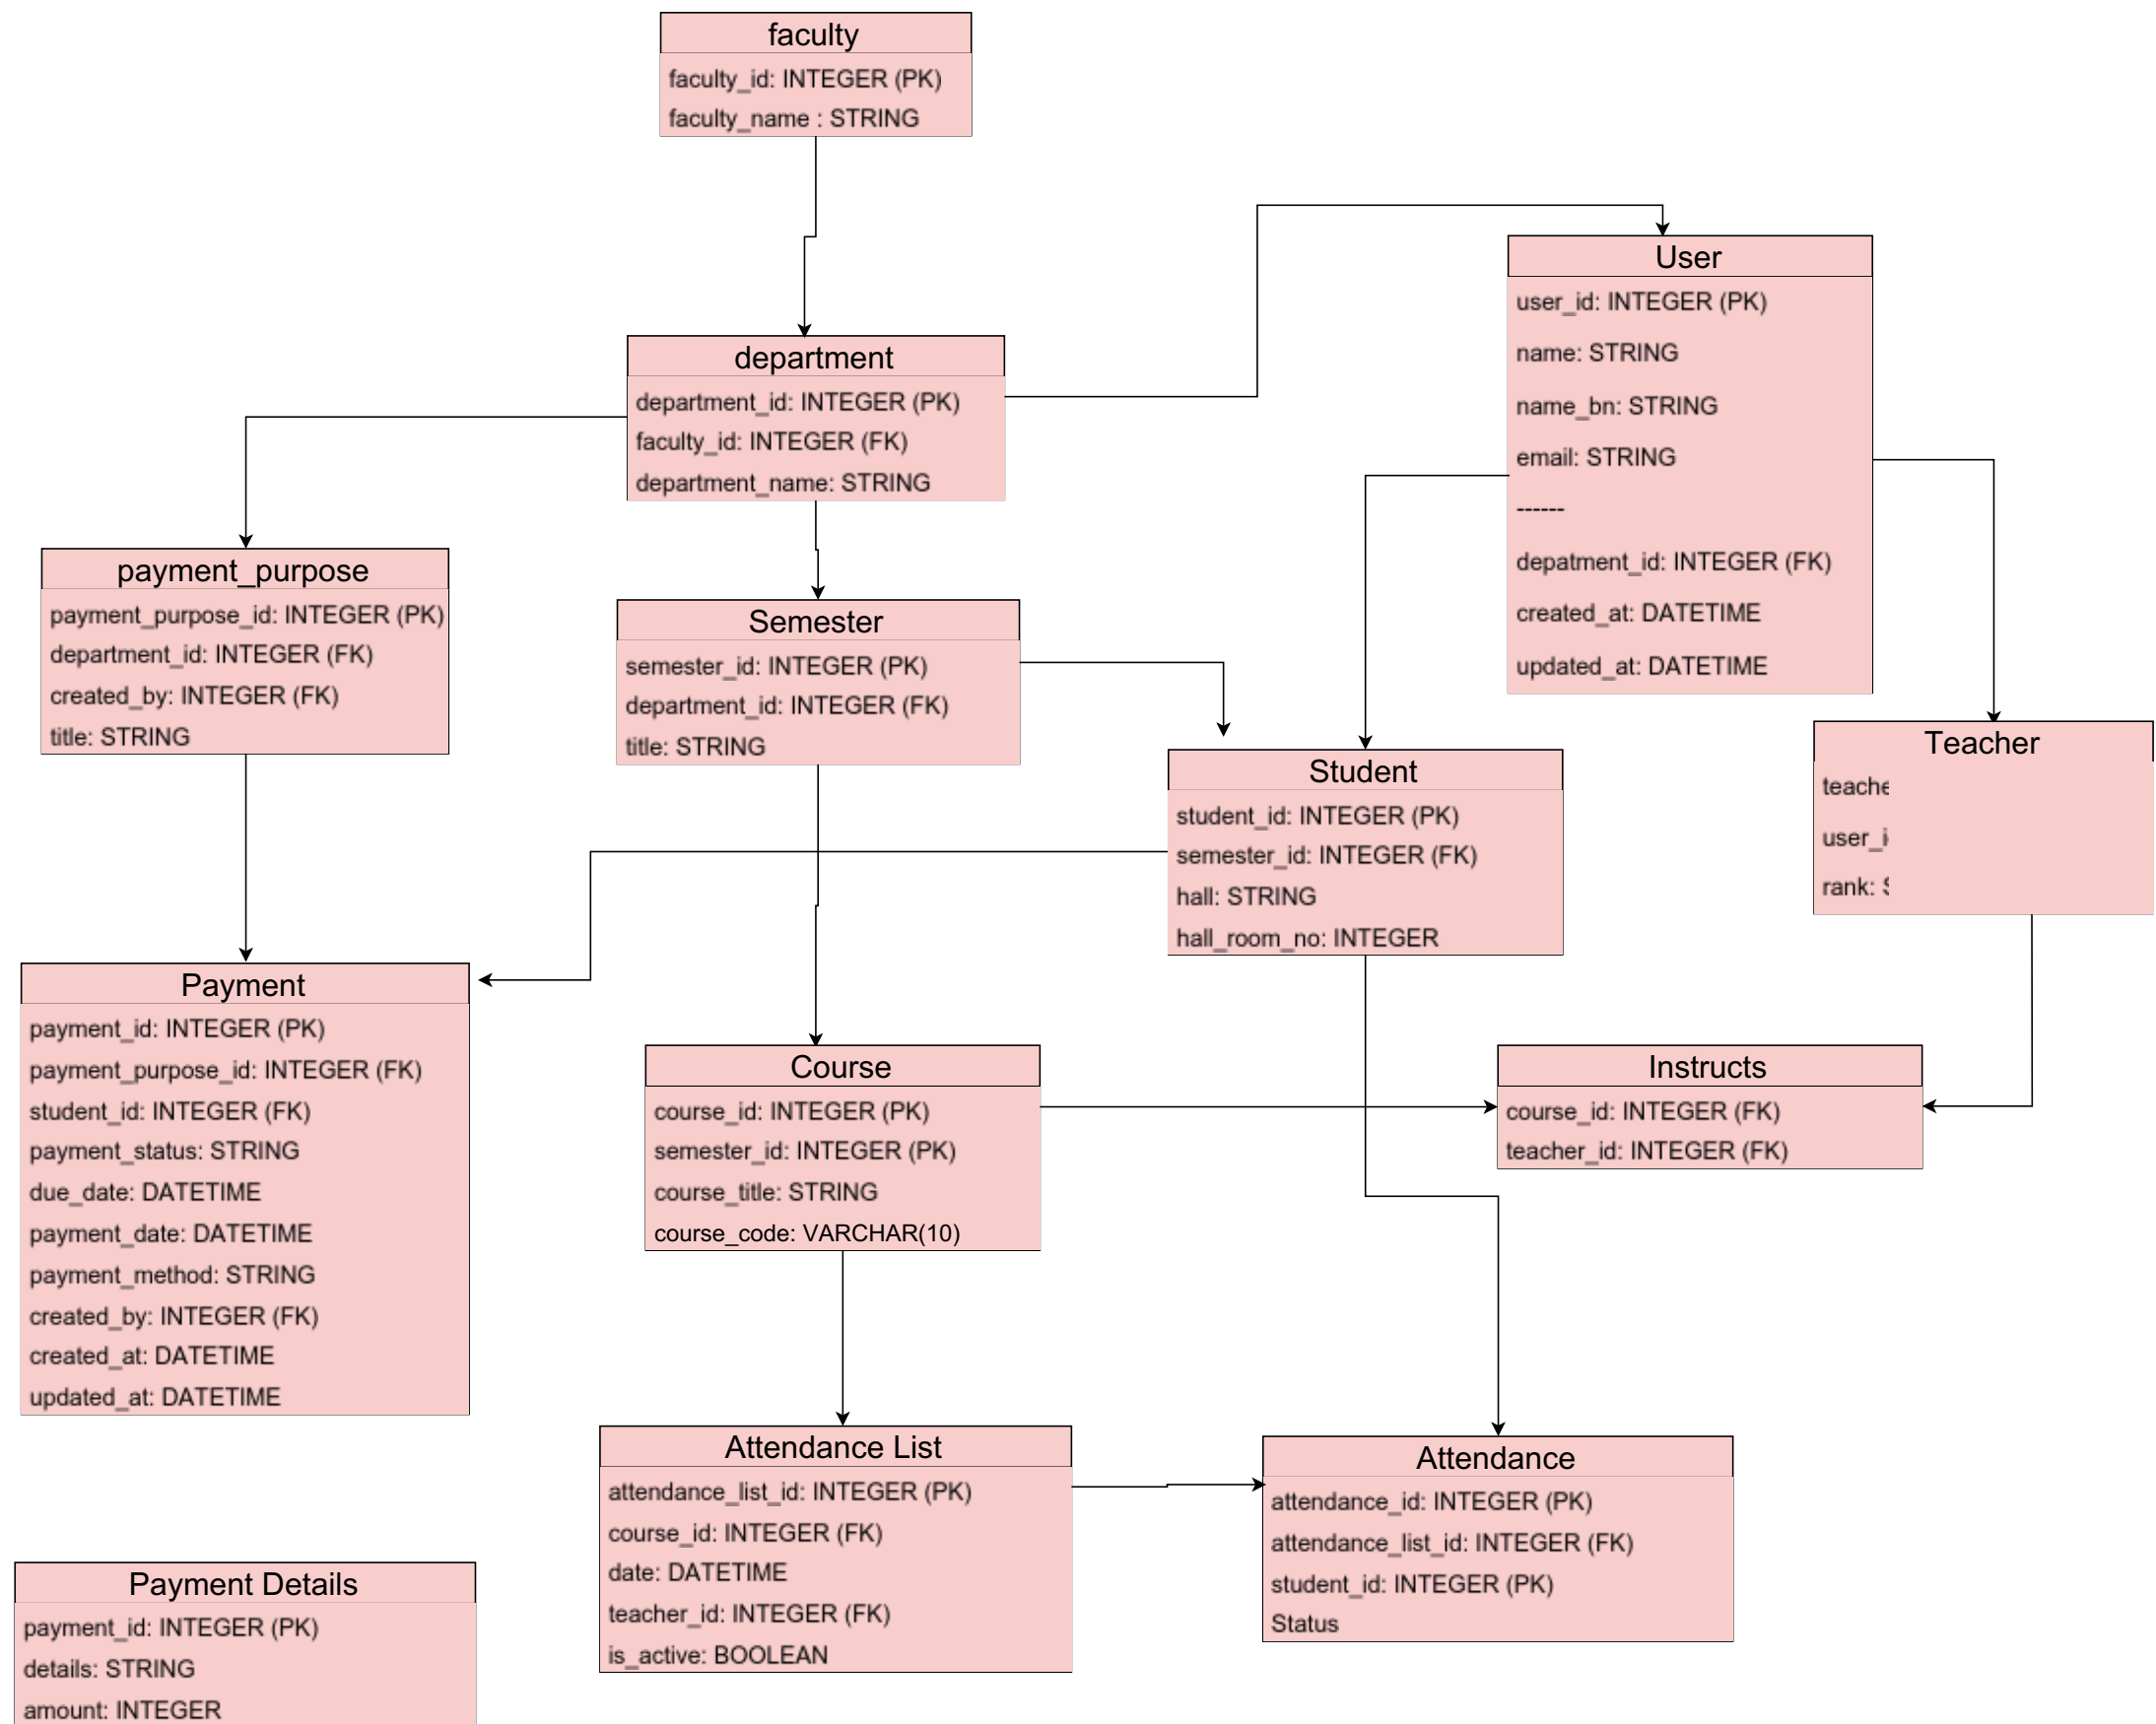 faculty
faculty_id: INTEGER (PK)
faculty_name : STRING
User
user_id: INTEGER (PK)
name: STRING
name_bn: STRING
email: STRING
------
depatment_id: INTEGER (FK)
created_at: DATETIME
updated_at: DATETIME
department
department_id: INTEGER (PK)
faculty_id: INTEGER (FK)
department_name: STRING
payment_purpose
payment_purpose_id: INTEGER (PK)
department_id: INTEGER (FK)
created_by: INTEGER (FK)
title: STRING
Semester
semester_id: INTEGER (PK)
department_id: INTEGER (FK)
title: STRING
Student
student_id: INTEGER (PK)
semester_id: INTEGER (FK)
hall: STRING
hall_room_no: INTEGER
Teacher
rank:
Payment
payment_id: INTEGER (PK)
payment_purpose_id: INTEGER (FK)
student_id: INTEGER (FK)
payment_status: STRING
due_date: DATETIME
payment_date: DATETIME
payment_method: STRING
created_by: INTEGER (FK)
created_at: DATETIME
updated_at: DATETIME
Course
course_id: INTEGER (PK)
semester_id: INTEGER (PK)
course_title: STRING
course_code: VARCHAR(10)
Instructs
course_id: INTEGER (FK)
teacher_id: INTEGER (FK)
Attendance List
attendance_list_id: INTEGER (PK)
course_id: INTEGER (FK)
date: DATETIME
teacher_id: INTEGER (FK)
is_active: BOOLEAN
Attendance
attendance_id: INTEGER (PK)
attendance_list_id: INTEGER (FK)
student_id: INTEGER (PK)
Status
Payment Details
payment_id: INTEGER (PK)
details: STRING
amount: INTEGER